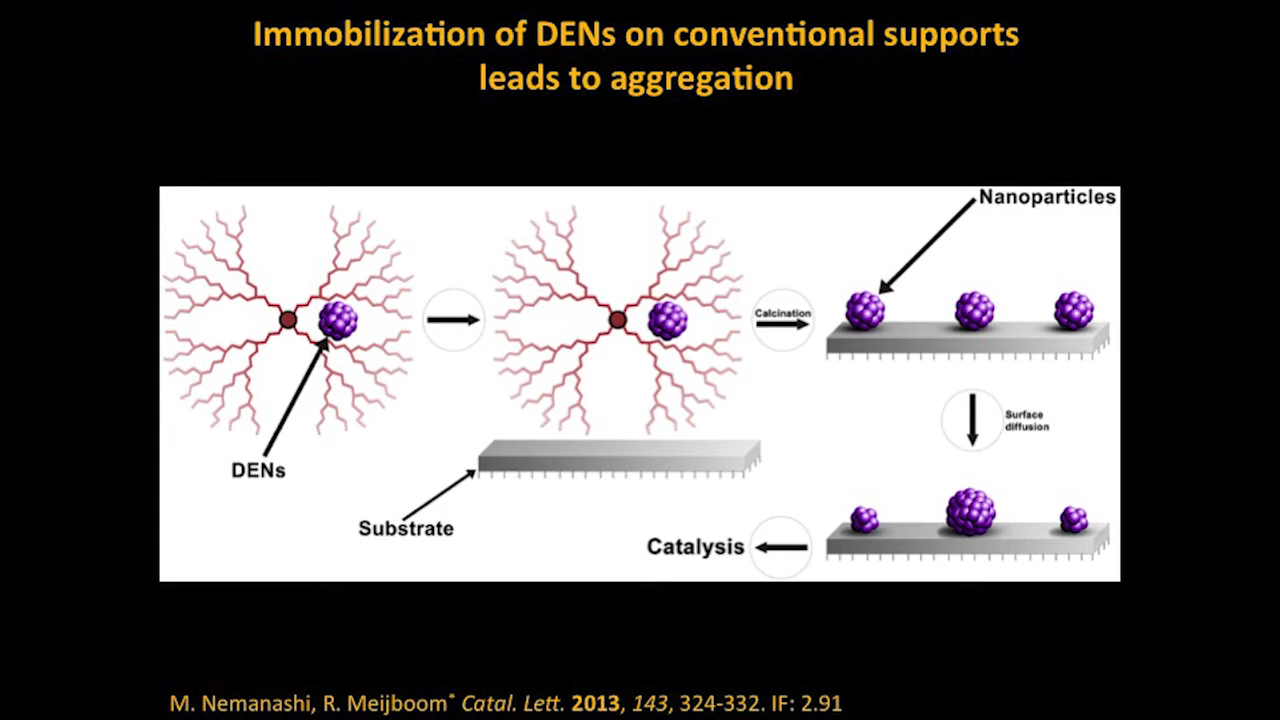 Immobilization of DENs on conventional supports
leads to aggregation
Nanoparticles
Calcination
Surface
diffusion
DENs
Substrate
Catalysis
M. Nemanashi, R. Meijboom* Catal. Lett. 2013, 143, 324-332. IF: 2.91